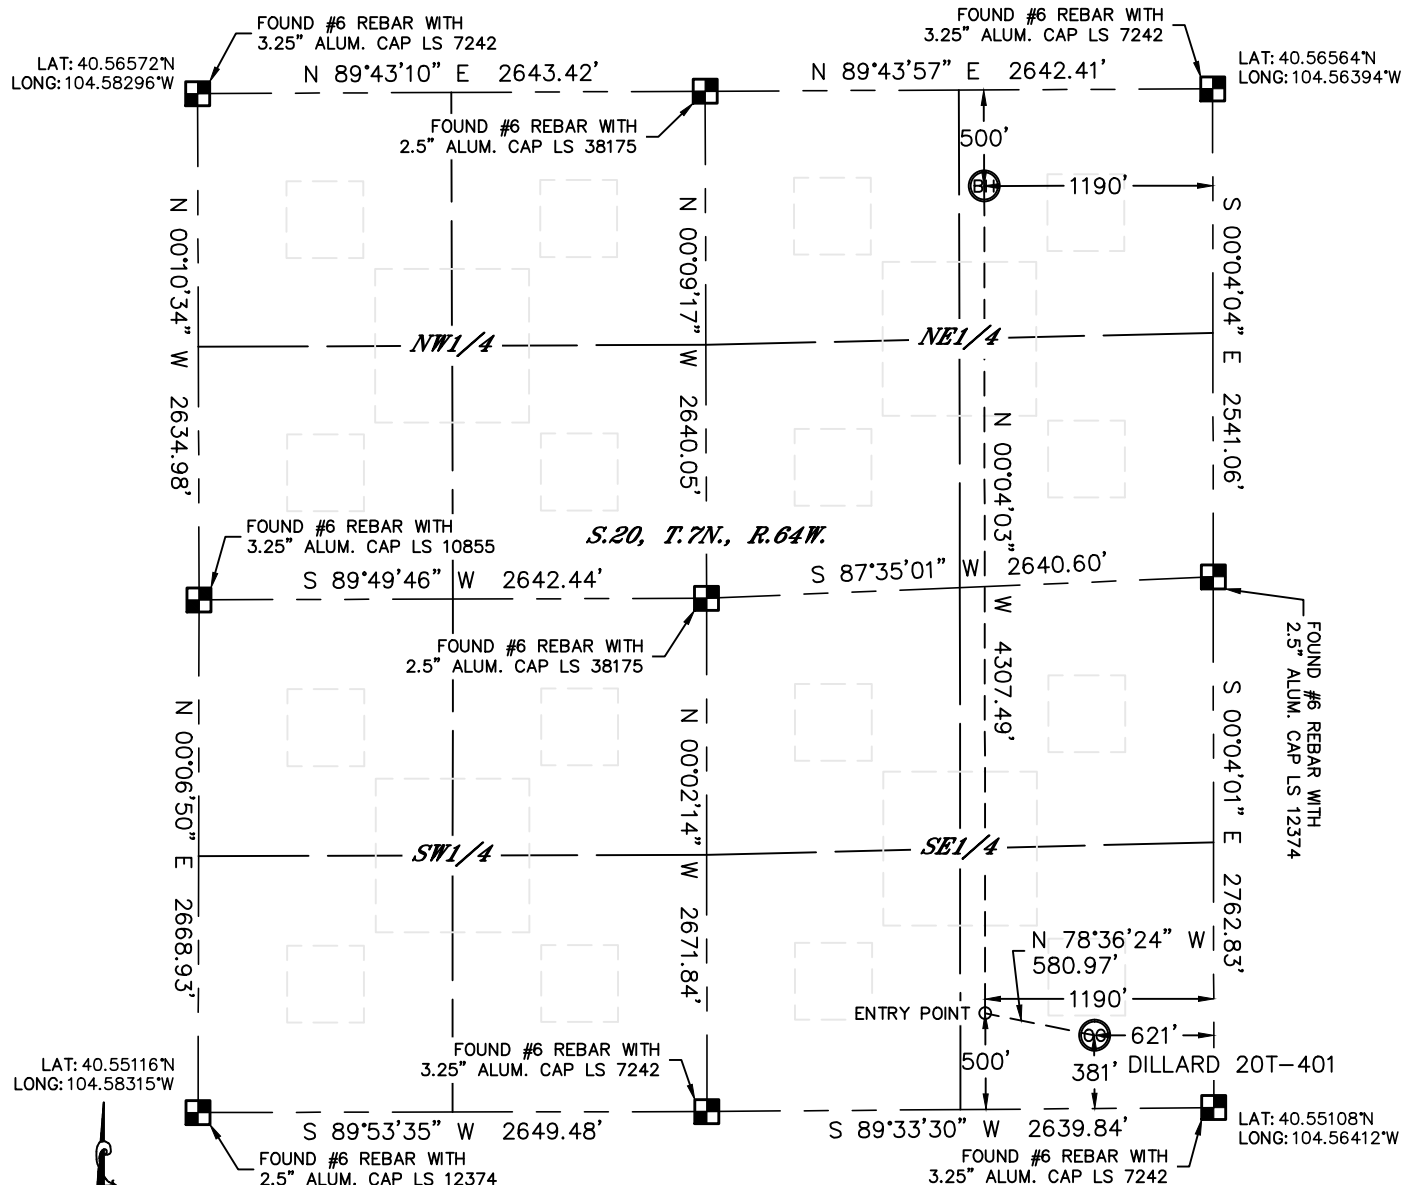 FOUND #6 REBAR WITH
3.25" ALUM. CAP LS 7242
FOUND #6 REBAR WITH
3.25" ALUM. CAP LS 7242
LAT: 40.56572°N
LONG: 104.58296°W
N 89°43'10" E 2643.42'
N 89°43'57" E 2642.41'
LAT: 40.56564°N
LONG: 104.56394°W
FOUND #6 REBAR WITH
2.5" ALUM. CAP LS 38175
500'
BH
1190'
N 00°10'34" W 2634.98'
N 00°09'17" W 2640.05'
S 00°04'04" E 2541.06'
NW1/4
NE1/4
N 00°04'03" W 4307.49'
FOUND #6 REBAR WITH
3.25" ALUM. CAP LS 10855
S.20, T.7N., R.64W.
S 89°49'46" W 2642.44'
S 87°35'01" W 2640.60'
FOUND #6 REBAR WITH
2.5" ALUM. CAP LS 38175
FOUND #6 REBAR WITH
2.5" ALUM. CAP LS 12374
N 00°06'50" E 2668.93'
N 00°02'14" W 2671.84'
S 00°04'01" E 2762.83'
SW1/4
SE1/4
N 78°36'24" W
580.97'
1190'
ENTRY POINT
621'
500'
381'
DILLARD 20T-401
FOUND #6 REBAR WITH
3.25" ALUM. CAP LS 7242
LAT: 40.55116°N
LONG: 104.58315°W
S 89°53'35" W 2649.48'
S 89°33'30" W 2639.84'
LAT: 40.55108°N
LONG: 104.56412°W
FOUND #6 REBAR WITH
2.5" ALUM. CAP LS 12374
FOUND #6 REBAR WITH
3.25" ALUM. CAP LS 7242